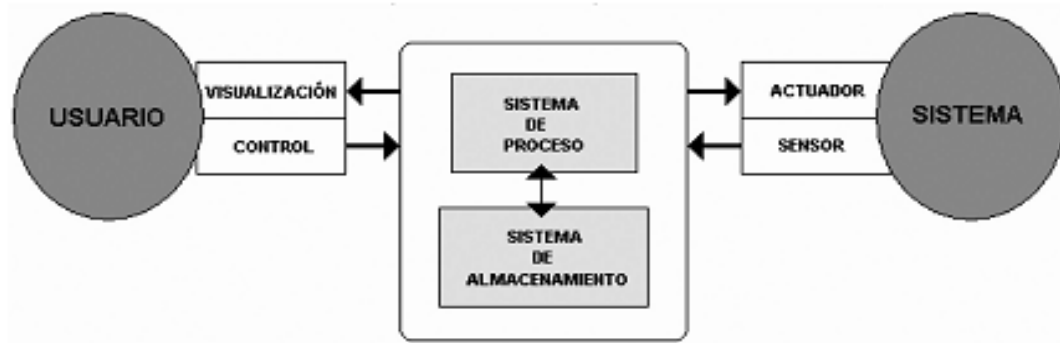 USUARIO
VISUALIZACIÓN
CONTROL
SISTEMA
DE
PROCESO
SISTEMA
DE
ALMACENAMIENTO
ACTUADOR
SENSOR
SISTEMA